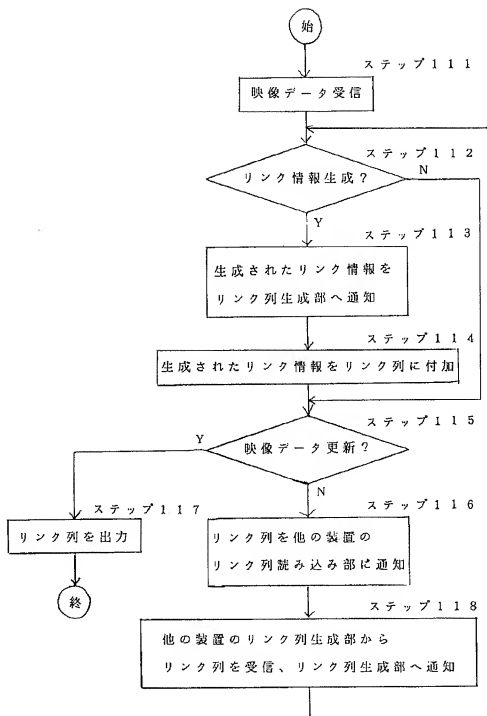 始
ステップ111
映像データ受信
ステップ112
リンク情報生成?
N
Y
ステップ113
生成されたリンク情報を
リンク列生成部へ通知
ステップ114
生成されたリンク情報をリンク列に付加
ステップ115
Y
映像データ更新?
N
ステップ117
ステップ116
リンク列を出力
リンク列を他の装置の
リンク列読み込み部に通知
終
ステップ118
他の装置のリンク列生成部から
リンク列を受信、リンク列生成部へ通知